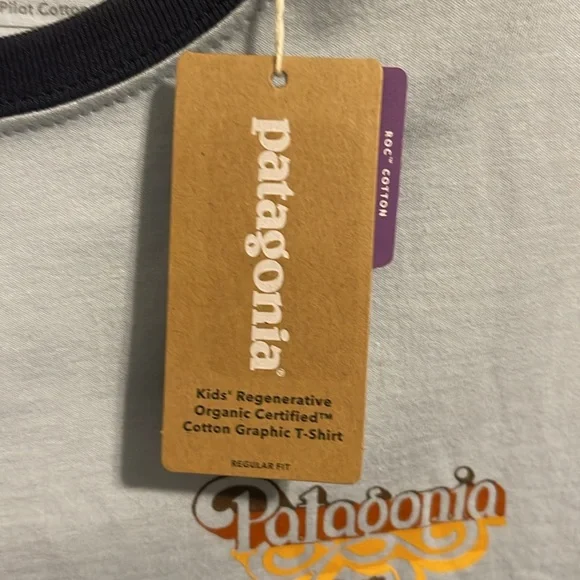 Pilot Cotton
patagonia®
ROC™ COTTON
Kids' Regenerative
Organic Certified™
Cotton Graphic T-Shirt
REGULAR FIT
Patagonia